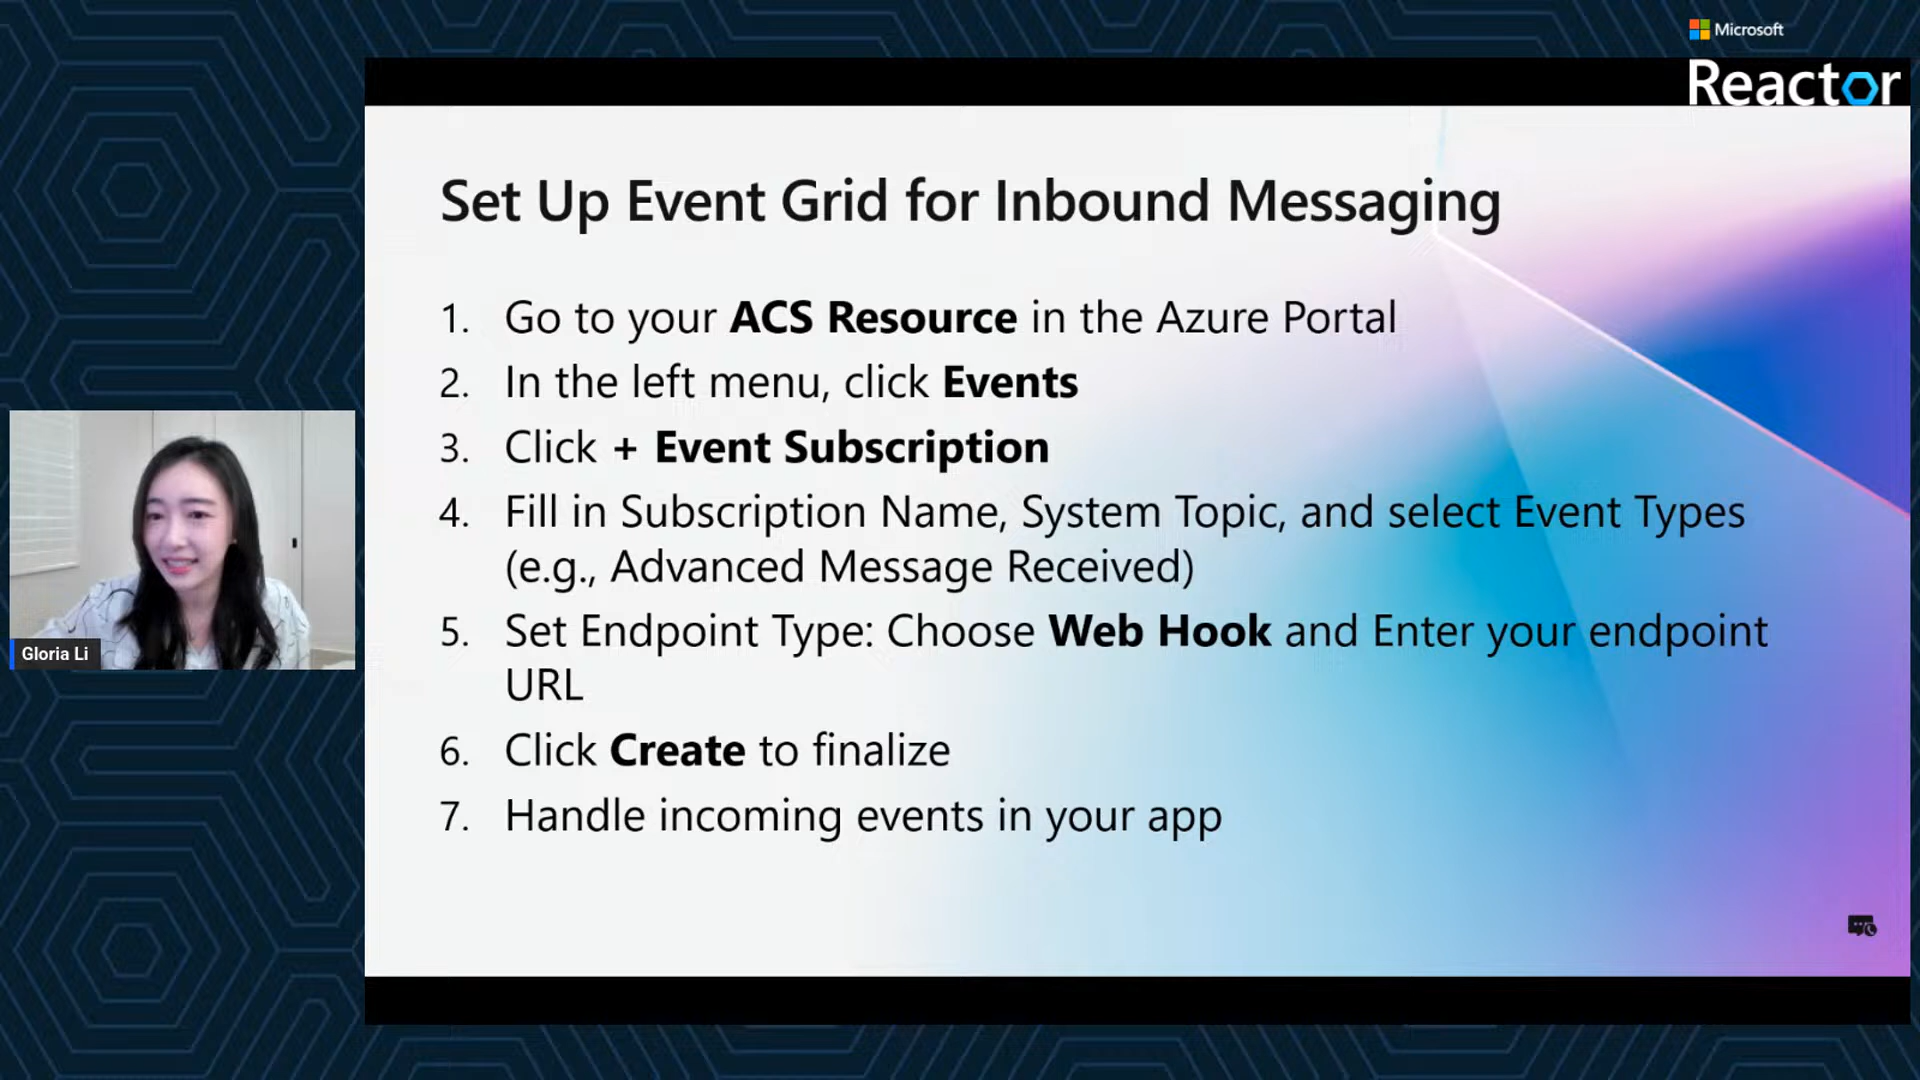 Microsoft
Reactor
Set Up Event Grid for Inbound Messaging
1. Go to your ACS Resource in the Azure Portal
2. In the left menu, click Events
3. Click + Event Subscription
4. Fill in Subscription Name, System Topic, and select Event Types
(e.g., Advanced Message Received)
5. Set Endpoint Type: Choose Web Hook and Enter your endpoint
URL
6. Click Create to finalize
7. Handle incoming events in your app
Gloria Li